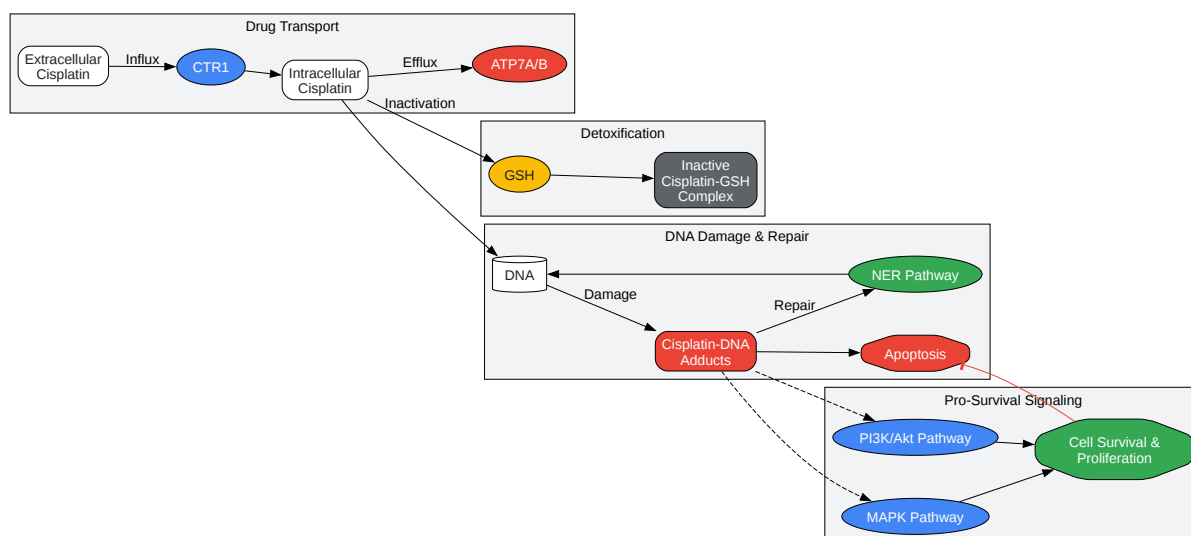 Drug Transport
Extracellular
Cisplatin
Influx
CTR1
Intracellular
Cisplatin
Efflux
ATP7A/B
Inactivation
Detoxification
GSH
Inactive
Cisplatin-GSH
Complex
DNA Damage & Repair
DNA
Damage
NER Pathway
Repair
Cisplatin-DNA
Adducts
Apoptosis
Pro-Survival Signaling
PI3K/Akt Pathway
Cell Survival &
Proliferation
MAPK Pathway